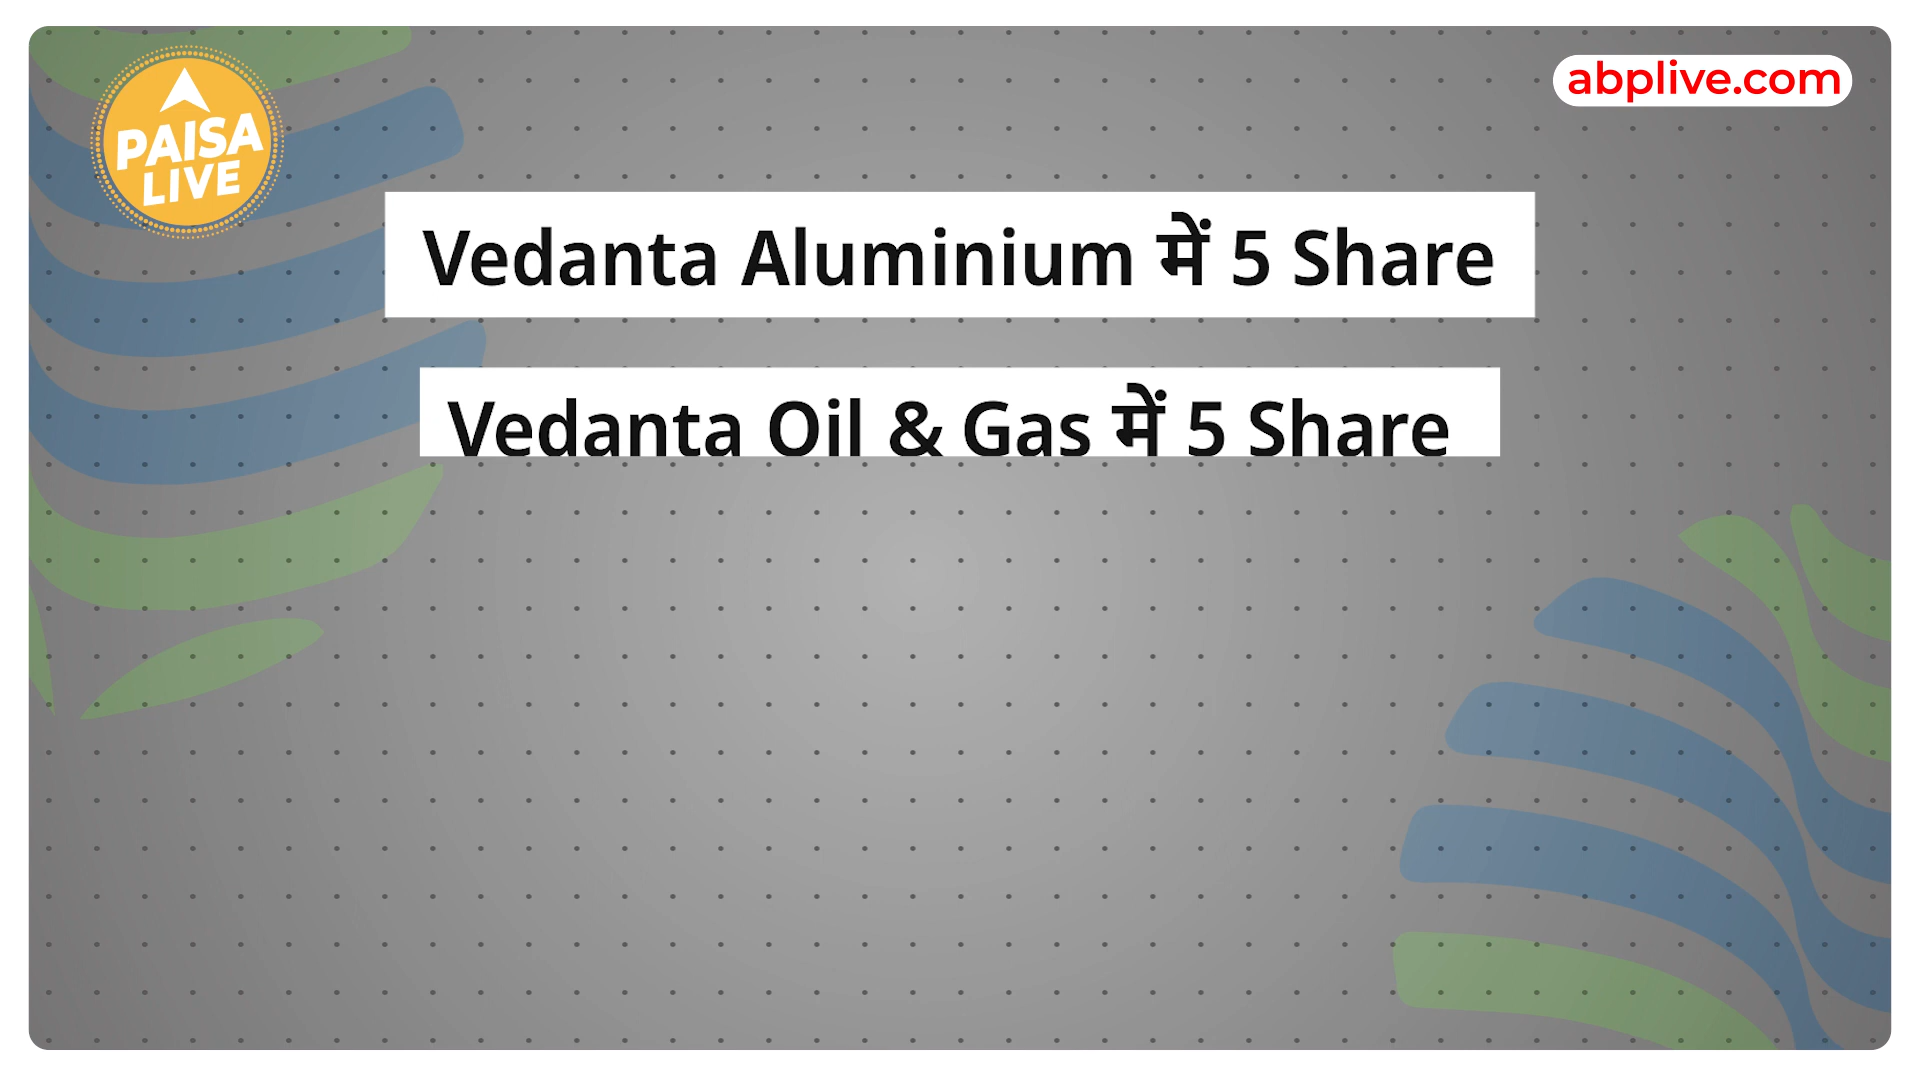 PAISA
LIVE
abplive.com
Vedanta Aluminium में 5 Share
Vedanta Oil & Gas में 5 Share